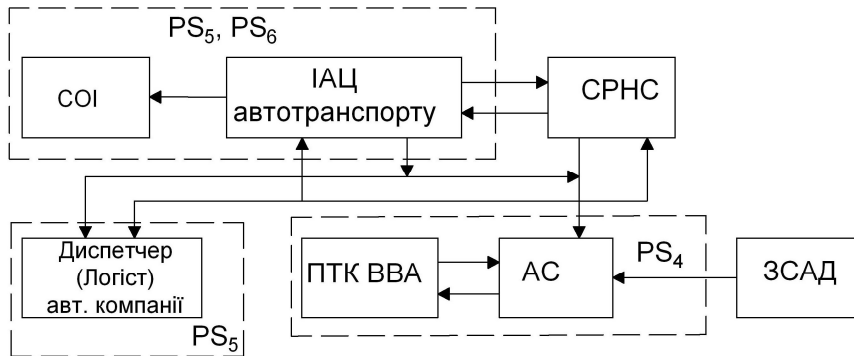 PS5, PS6
СОІ
ІАЦ
автотранспорту
СРНС
Диспетчер
(Логіст)
авт. компанії
PS5
ПТК ВВА
АС
PS4
ЗСАД